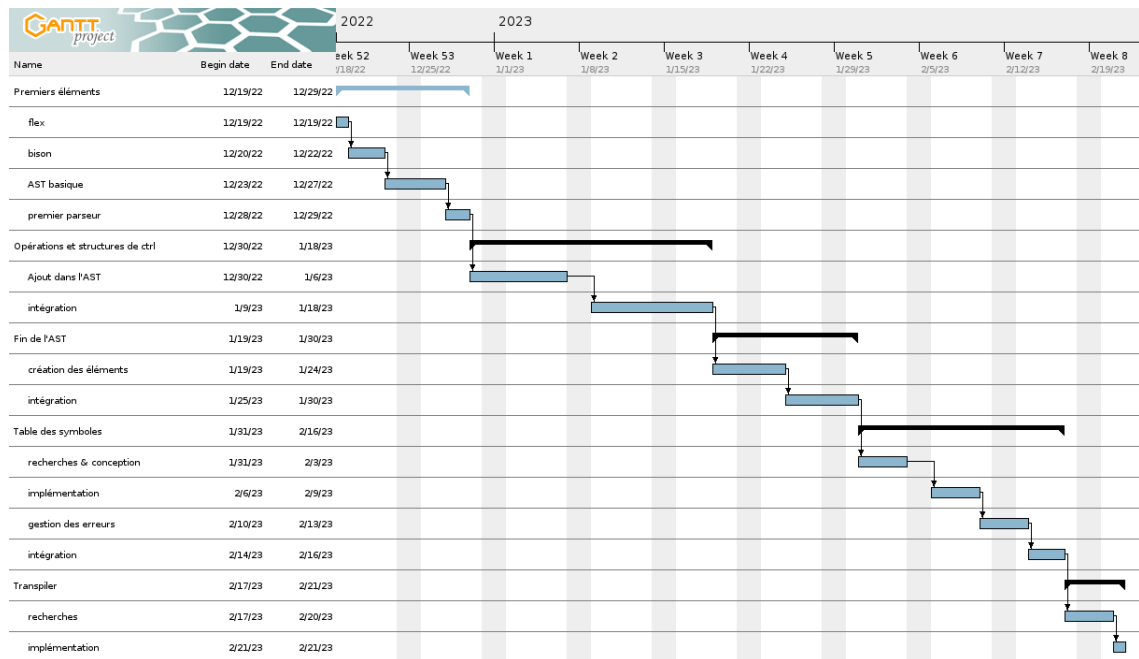 GANTT project
2022 2023
eek 52 Week 53 Week 1 Week 2 Week 3 Week 4 Week 5 Week 6 Week 7 Week 8
Name Begin date End date /18/22 12/25/22 1/1/23 1/8/23 1/15/23 1/22/23 1/29/23 2/5/23 2/12/23 2/19/23
Premiers éléments 12/19/22 12/29/22
flex 12/19/22 12/19/22
bison 12/20/22 12/22/22
AST basique 12/23/22 12/27/22
premier parseur 12/28/22 12/29/22
Opérations et structures de ctrl 12/30/22 1/18/23
Ajout dans l'AST 12/30/22 1/6/23
intégration 1/9/23 1/18/23
Fin de l'AST 1/19/23 1/30/23
création des éléments 1/19/23 1/24/23
intégration 1/25/23 1/30/23
Table des symboles 1/31/23 2/16/23
recherches & conception 1/31/23 2/3/23
implémentation 2/6/23 2/9/23
gestion des erreurs 2/10/23 2/13/23
intégration 2/14/23 2/16/23
Transpiler 2/17/23 2/21/23
recherches 2/17/23 2/20/23
implémentation 2/21/23 2/21/23